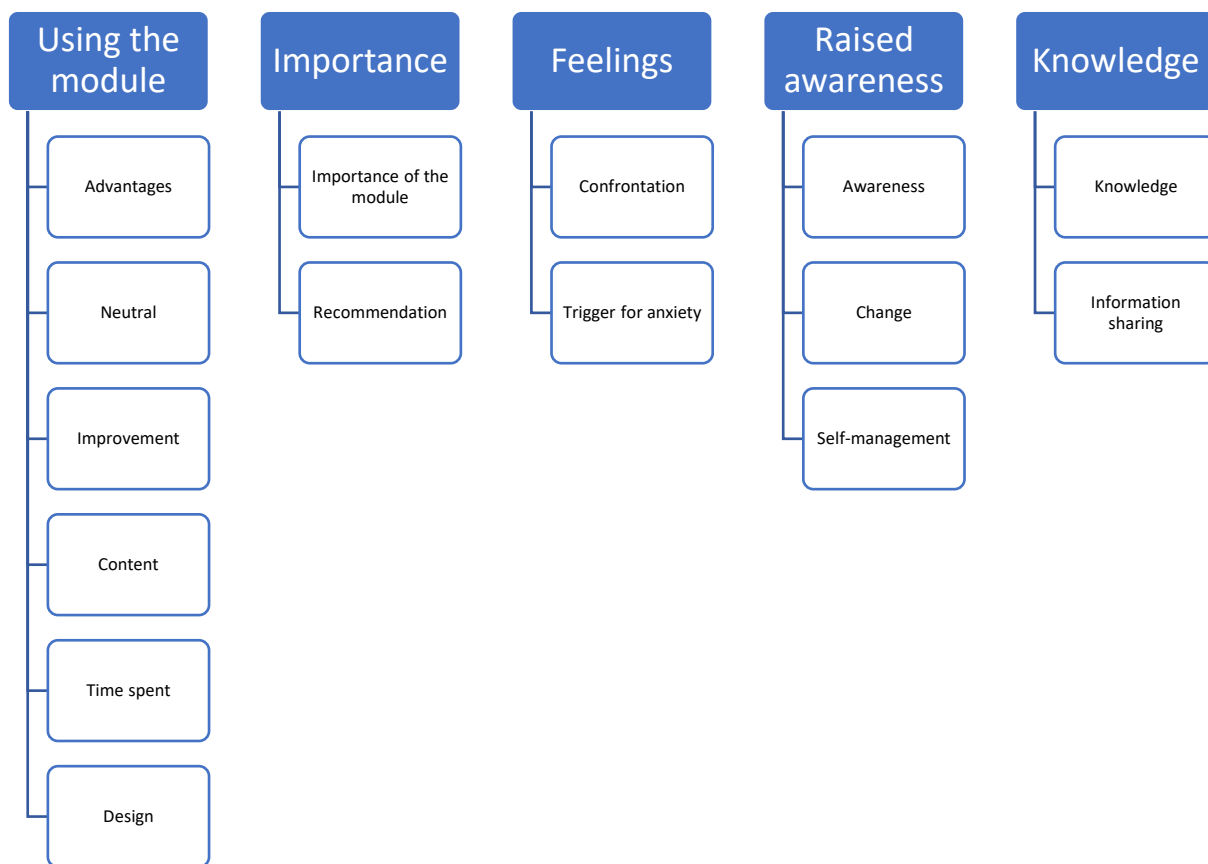 Using the
module
Advantages
Neutral
Improvement
Content
Time spent
Design
Importance
Importance of the
module
Recommendation
Feelings
Confrontation
Trigger for anxiety
Raised
awareness
Awareness
Change
Self-management
Knowledge
Knowledge
Information
sharing